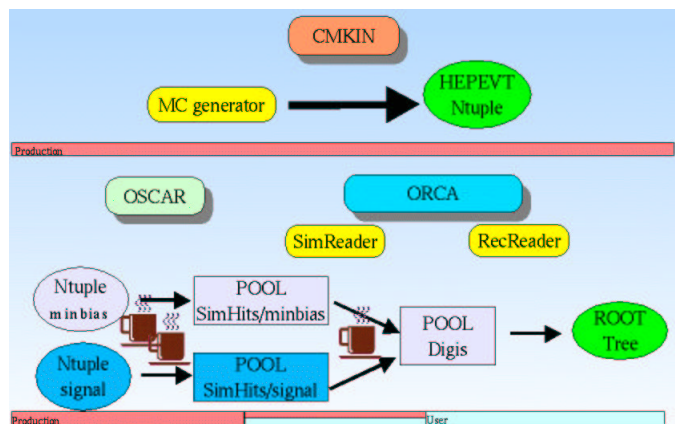 CMKIN
MC generator
HEPEVT
Ntuple
Production
OSCAR
ORCA
SimReader
RecReader
Ntuple
minbias
POOL
SimHits/minbias
POOL
Digis
ROOT
Tree
Ntuple
signal
POOL
SimHits/signal
Production
User